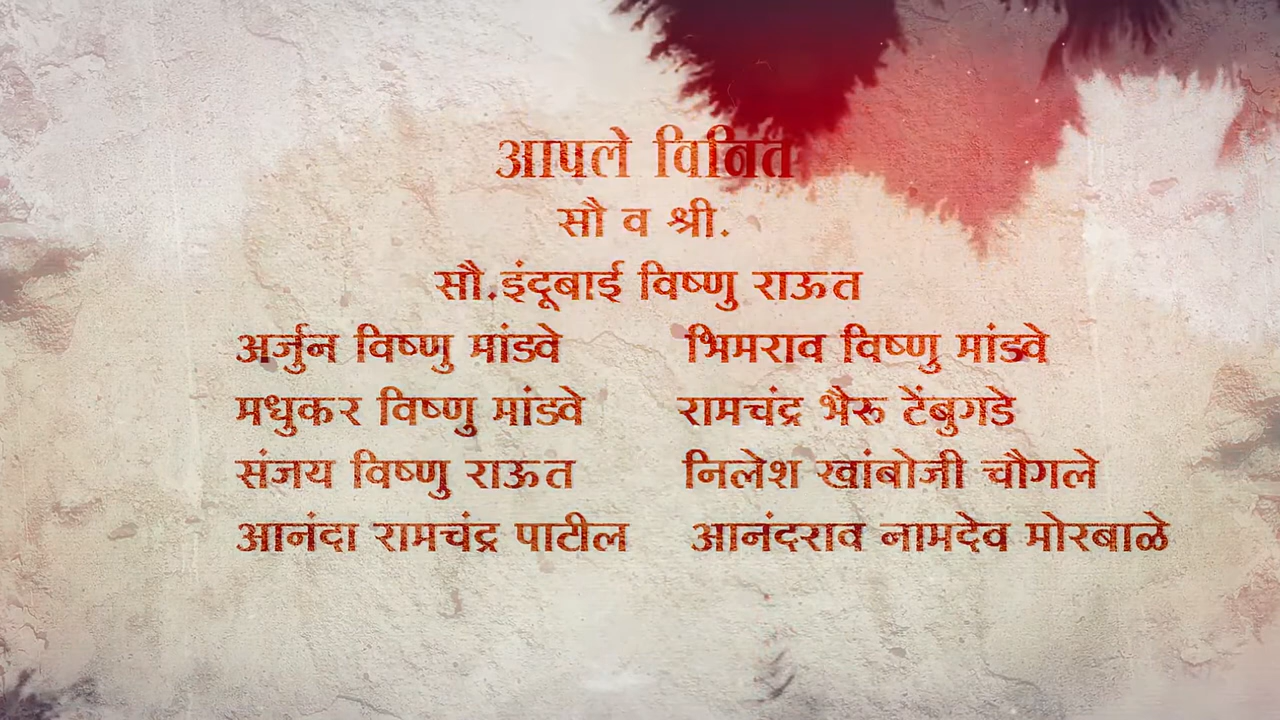 आपले विनित
सौ व श्री.
सौ.इंदूबाई विष्णु राऊत
अर्जुन विष्णु मांडवे भिमराव विष्णु मांडवे
मधुकर विष्णु मांडवे रामचंद्र भैरू टेंबुगडे
संजय विष्णु राऊत निलेश खांबोजी चौगले
आनंदा रामचंद्र पाटील आनंदराव नामदेव मोरबाळे